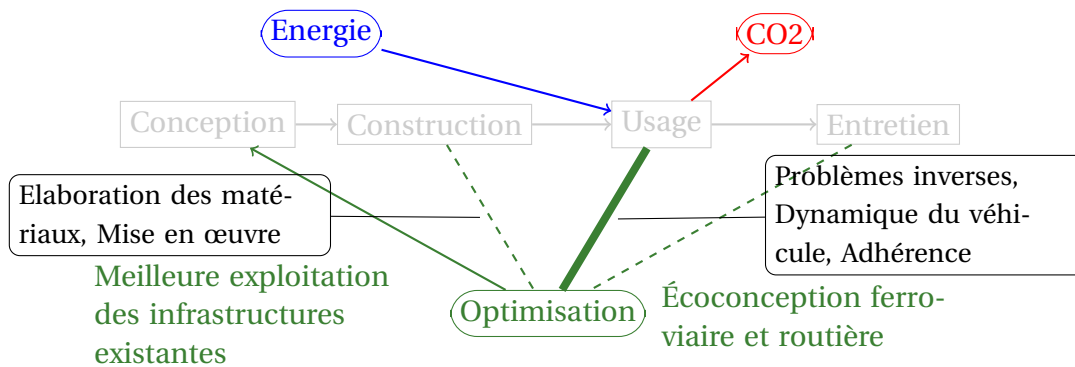 Energie
CO2
Conception
Construction
Usage
Entretien
Elaboration des maté-
riaux, Mise en œuvre
Problèmes inverses,
Dynamique du véhi-
cule, Adhérence
Meilleure exploitation
des infrastructures
existantes
Optimisation
Écoconception ferro-
viaire et routière